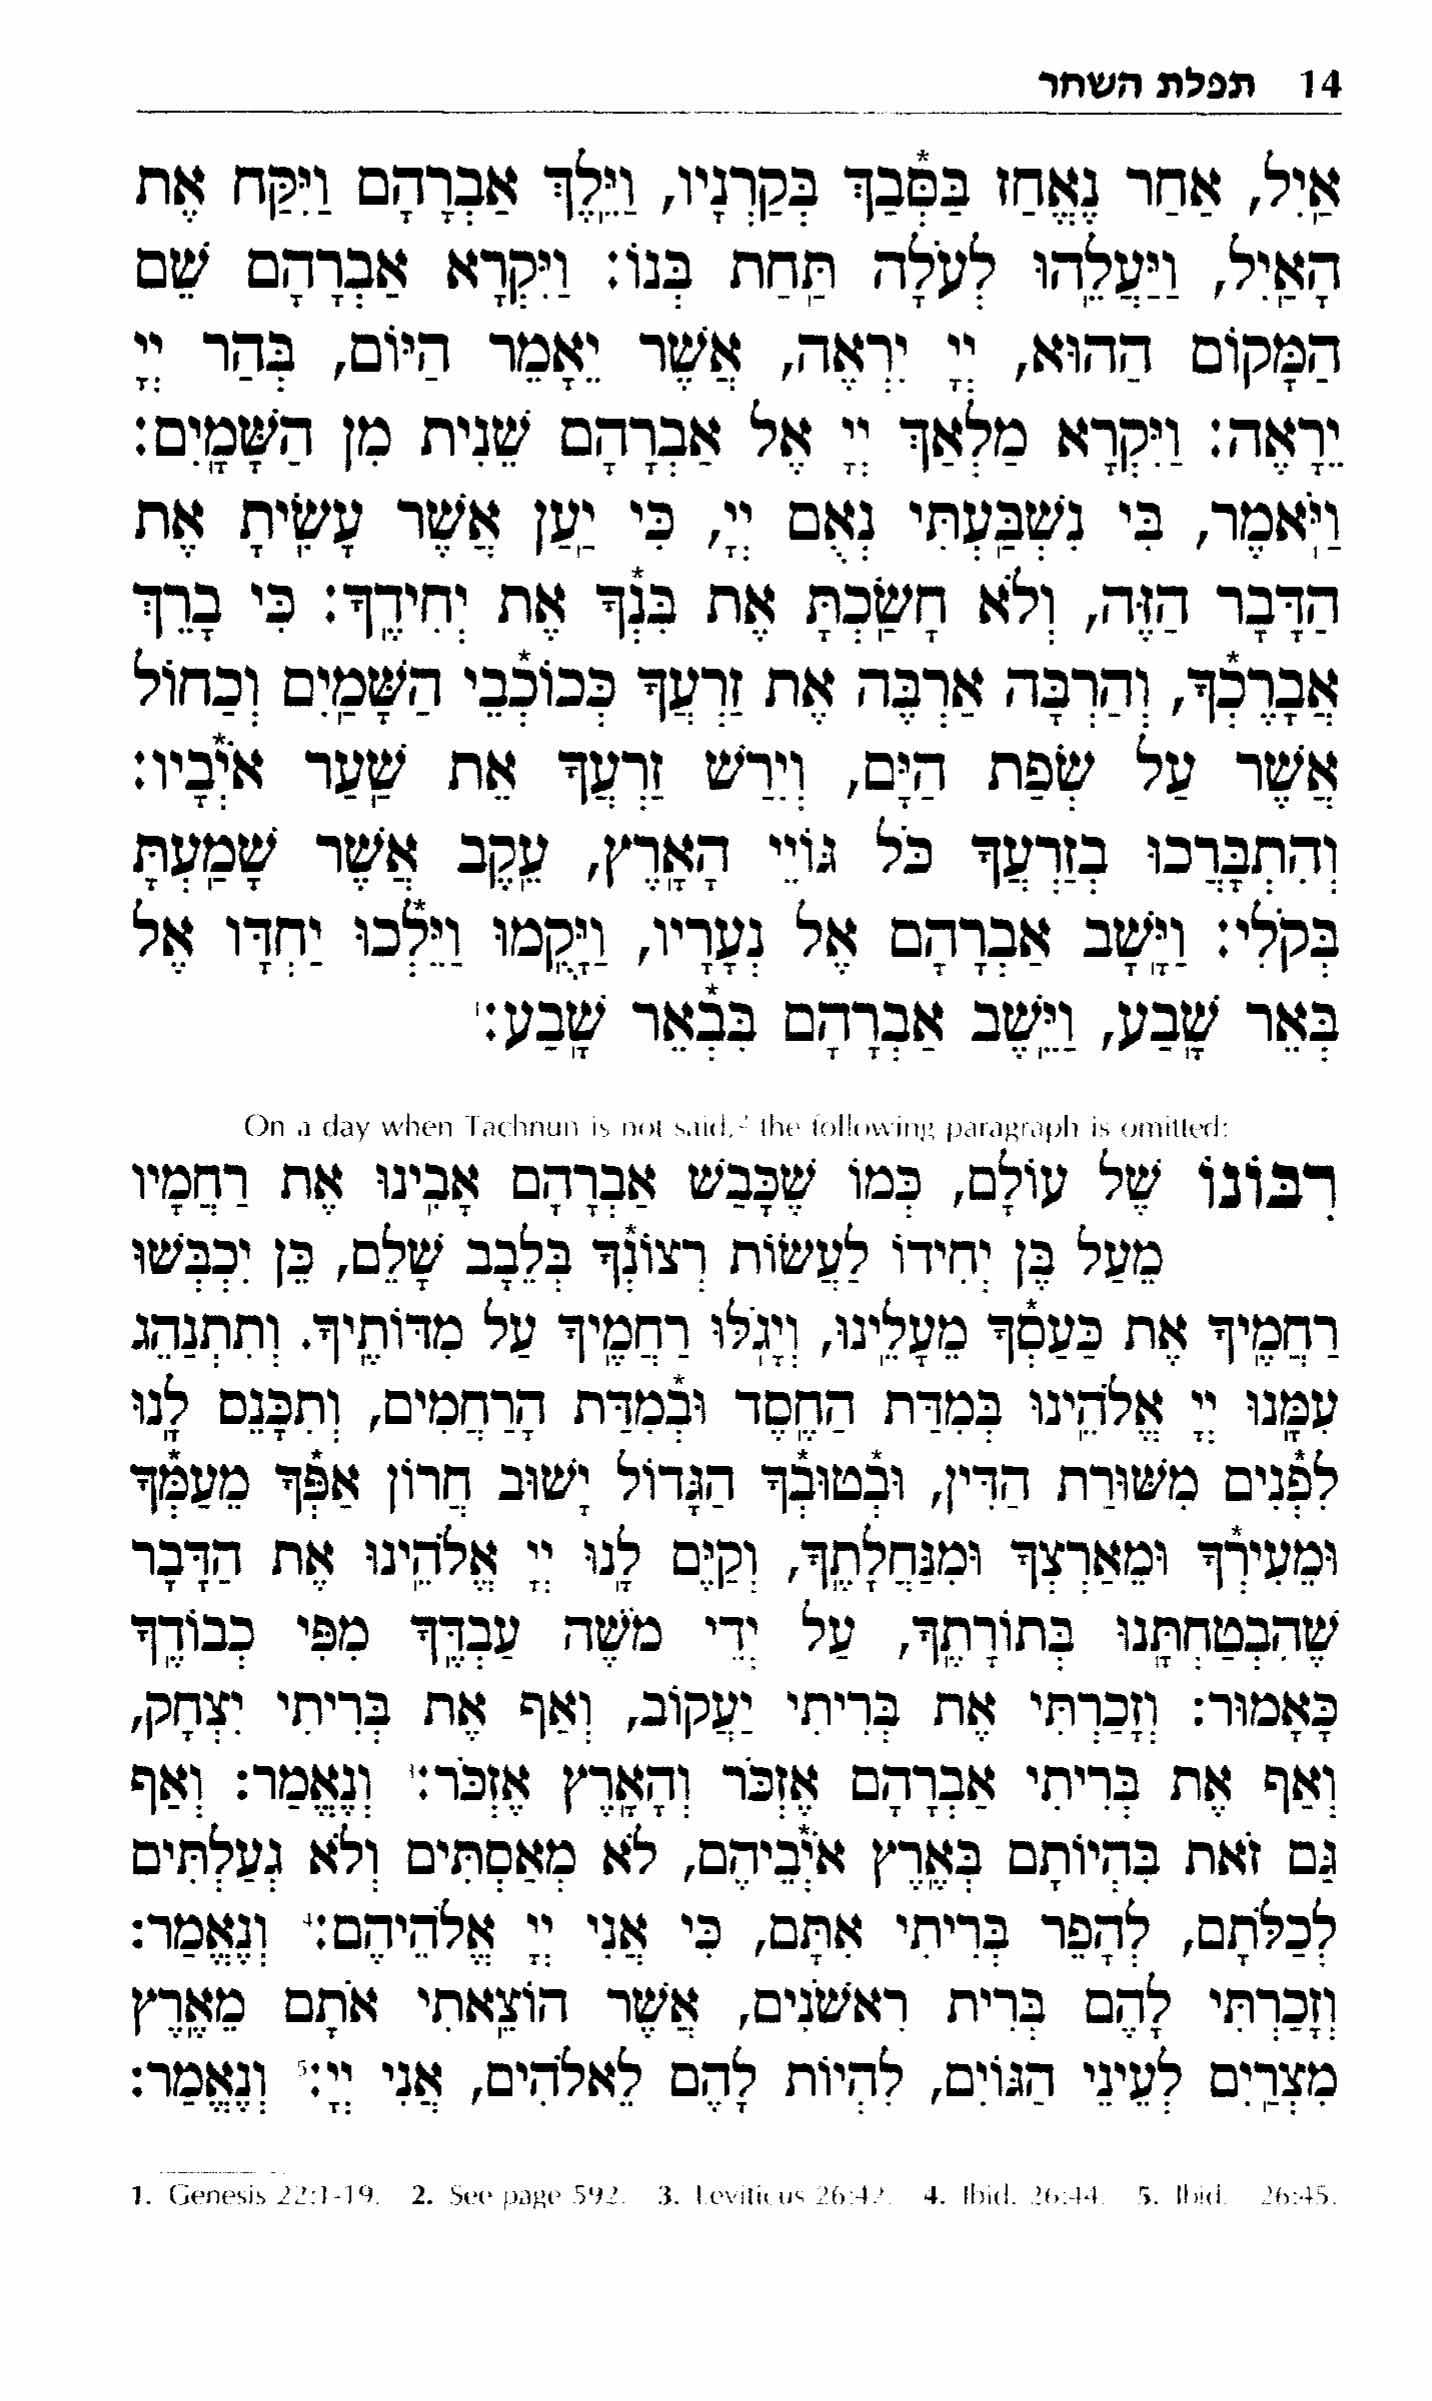 14 תפלת השחר
אַיִל, אַחַר נֶאֱחַז בַּסְּבַךְ בְּקַרְנָיו, וַיֵּלֶךְ אַבְרָהָם וַיִּקַּח אֶת
הָאַיִל, וַיַּעֲלֵהוּ לְעֹלָה תַּחַת בְּנוֹ: וַיִּקְרָא אַבְרָהָם שֵׁם
הַמָּקוֹם הַהוּא, יְיָ יִרְאֶה, אֲשֶׁר יֵאָמֵר הַיּוֹם, בְּהַר יְיָ
יֵרָאֶה: וַיִּקְרָא מַלְאַךְ יְיָ אֶל אַבְרָהָם שֵׁנִית מִן הַשָּׁמָיִם:
וַיֹּאמֶר, בִּי נִשְׁבַּעְתִּי נְאֻם יְיָ, כִּי יַעַן אֲשֶׁר עָשִׂיתָ אֶת
הַדָּבָר הַזֶּה, וְלֹא חָשַׂכְתָּ אֶת בִּנְךָ אֶת יְחִידֶךָ: כִּי בָרֵךְ
אֲבָרֶכְךָ, וְהַרְבָּה אַרְבֶּה אֶת זַרְעֲךָ כְּכוֹכְבֵי הַשָּׁמַיִם וְכַחוֹל
אֲשֶׁר עַל שְׂפַת הַיָּם, וְיִרַשׁ זַרְעֲךָ אֵת שַׁעַר אֹיְבָיו:
וְהִתְבָּרְכוּ בְזַרְעֲךָ כֹּל גּוֹיֵי הָאָרֶץ, עֵקֶב אֲשֶׁר שָׁמַעְתָּ
בְּקֹלִי: וַיָּשָׁב אַבְרָהָם אֶל נְעָרָיו, וַיָּקֻמוּ וַיֵּלְכוּ יַחְדָּו אֶל
בְּאֵר שָׁבַע, וַיֵּשֶׁב אַבְרָהָם בִּבְאֵר שָׁבַע:¹
On a day when Tachnun is not said,² the following paragraph is omitted:
רִבּוֹנוֹ שֶׁל עוֹלָם, כְּמוֹ שֶׁכָּבַשׁ אַבְרָהָם אָבִינוּ אֶת רַחֲמָיו
מֵעַל בֶּן יְחִידוֹ לַעֲשׂוֹת רְצוֹנְךָ בְּלֵבָב שָׁלֵם, כֵּן יִכְבְּשׁוּ
רַחֲמֶיךָ אֶת כַּעַסְךָ מֵעָלֵינוּ, וְיָגֹלּוּ רַחֲמֶיךָ עַל מִדּוֹתֶיךָ. וְתִתְנַהֵג
עִמָּנוּ יְיָ אֱלֹהֵינוּ בְּמִדַּת הַחֶסֶד וּבְמִדַּת הָרַחֲמִים, וְתִכָּנֵס לָנוּ
לִפְנִים מִשּׁוּרַת הַדִּין, וּבְטוּבְךָ הַגָּדוֹל יָשׁוּב חֲרוֹן אַפְּךָ מֵעַמְּךָ
וּמֵעִירְךָ וּמֵאַרְצְךָ וּמִנַּחֲלָתֶךָ, וְקַיֶּם לָנוּ יְיָ אֱלֹהֵינוּ אֶת הַדָּבָר
שֶׁהִבְטַחְתָּנוּ בְּתוֹרָתֶךָ, עַל יְדֵי מֹשֶׁה עַבְדֶּךָ מִפִּי כְבוֹדֶךָ
כָּאָמוּר: וְזָכַרְתִּי אֶת בְּרִיתִי יַעֲקוֹב, וְאַף אֶת בְּרִיתִי יִצְחָק,
וְאַף אֶת בְּרִיתִי אַבְרָהָם אֶזְכֹּר וְהָאָרֶץ אֶזְכֹּר:³ וְנֶאֱמַר: וְאַף
גַּם זֹאת בִּהְיוֹתָם בְּאֶרֶץ אֹיְבֵיהֶם, לֹא מְאַסְתִּים וְלֹא גְעַלְתִּים
לְכַלֹּתָם, לְהָפֵר בְּרִיתִי אִתָּם, כִּי אֲנִי יְיָ אֱלֹהֵיהֶם:⁴ וְנֶאֱמַר:
וְזָכַרְתִּי לָהֶם בְּרִית רִאשֹׁנִים, אֲשֶׁר הוֹצֵאתִי אֹתָם מֵאֶרֶץ
מִצְרַיִם לְעֵינֵי הַגּוֹיִם, לִהְיוֹת לָהֶם לֵאלֹהִים, אֲנִי יְיָ:⁵ וְנֶאֱמַר:
1. Genesis 22:1-19. 2. See page 592. 3. Leviticus 26:42. 4. Ibid. 26:44. 5. Ibid. 26:45.